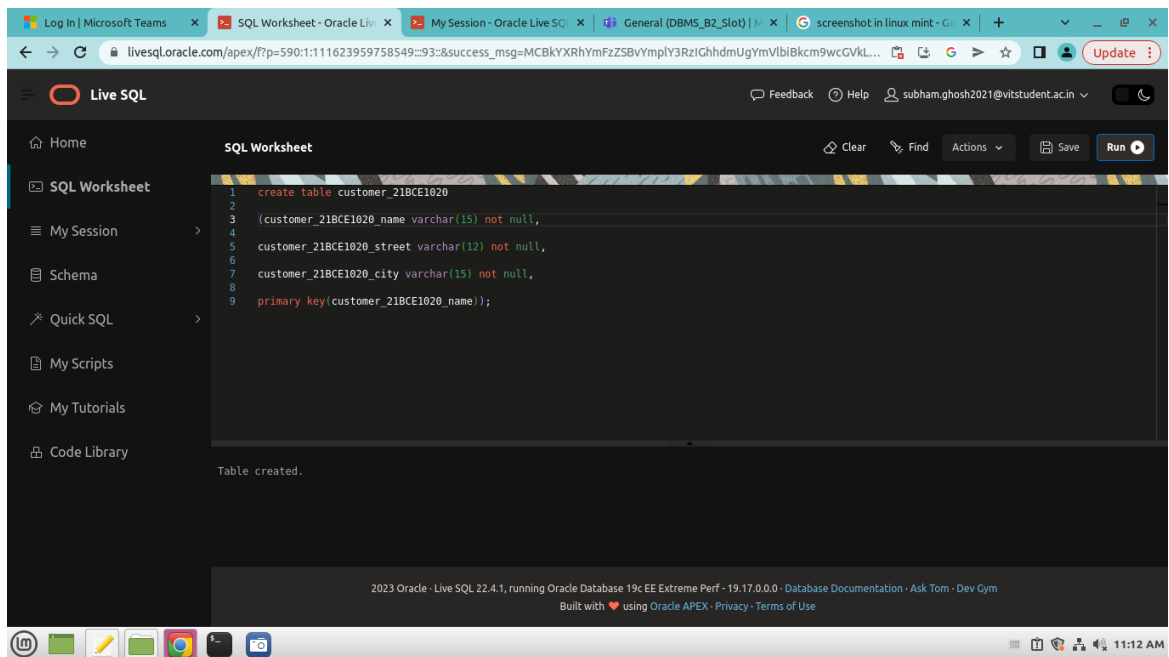 Log In | Microsoft Teams
SQL Worksheet - Oracle Liv
My Session - Oracle Live SQL
General (DBMS_B2_Slot) | M
screenshot in linux mint - Go
livesql.oracle.com/apex/f?p=590:1:111623959758549:::93::&success_msg=MCBkYXRhYmFzZSBvYmplY3RzIGhhdmUgYmVlbiBkcm9wcGVkL...
Update
Live SQL
Feedback
Help
subham.ghosh2021@vitstudent.ac.in
Home
SQL Worksheet
Clear
Find
Actions
Save
Run
SQL Worksheet
My Session
Schema
Quick SQL
My Scripts
My Tutorials
Code Library
1 create table customer_21BCE1020
2
3 (customer_21BCE1020_name varchar(15) not null,
4
5 customer_21BCE1020_street varchar(12) not null,
6
7 customer_21BCE1020_city varchar(15) not null,
8
9 primary key(customer_21BCE1020_name));
Table created.
2023 Oracle · Live SQL 22.4.1, running Oracle Database 19c EE Extreme Perf - 19.17.0.0.0 · Database Documentation · Ask Tom · Dev Gym
Built with ❤ using Oracle APEX · Privacy · Terms of Use
11:12 AM